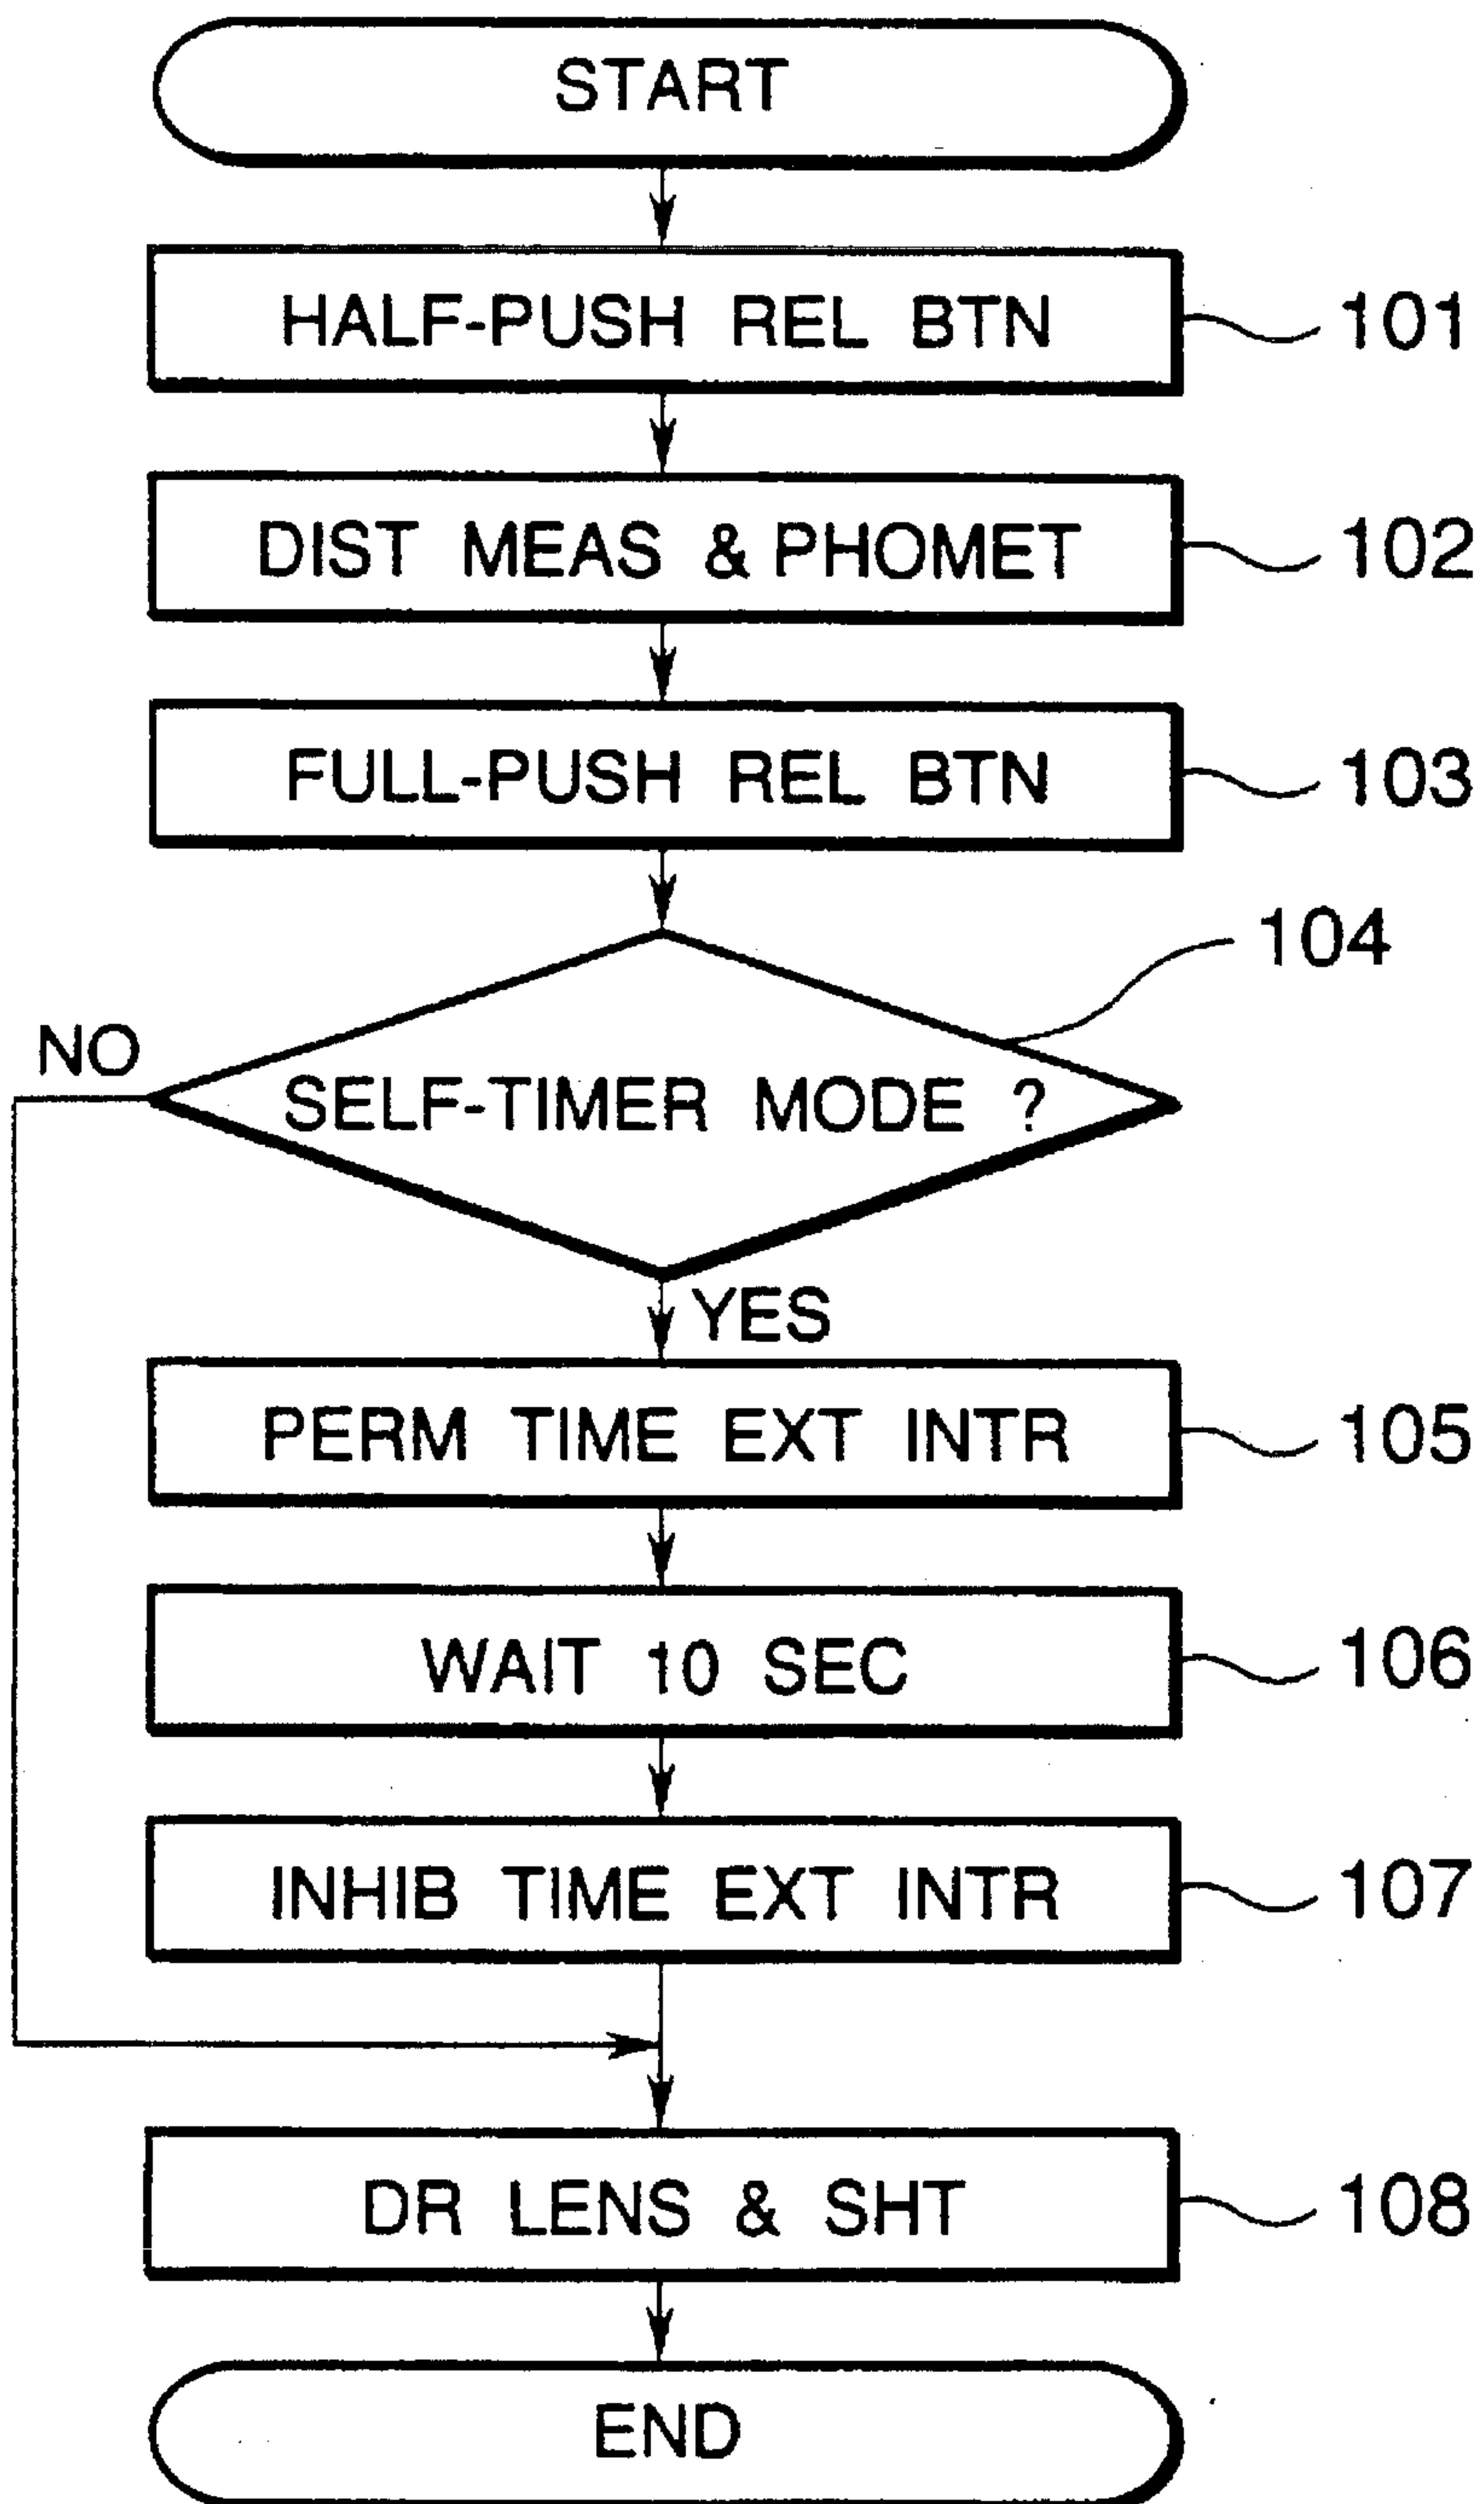 START
HALF-PUSH REL BTN 101
DIST MEAS & PHOMET 102
FULL-PUSH REL BTN 103
104
NO
SELF-TIMER MODE ?
YES
PERM TIME EXT INTR 105
WAIT 10 SEC 106
INHIB TIME EXT INTR 107
DR LENS & SHT 108
END